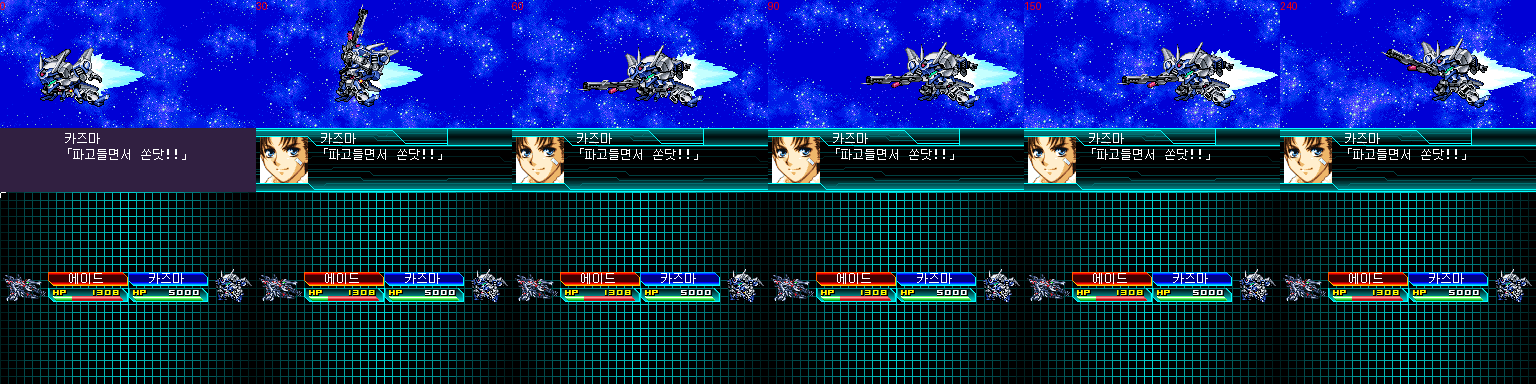 0 30 60 90 150 240
카즈마 카즈마 카즈마 카즈마 카즈마 카즈마
「파고들면서 쏜닷!!」 「파고들면서 쏜닷!!」 「파고들면서 쏜닷!!」 「파고들면서 쏜닷!!」 「파고들면서 쏜닷!!」 「파고들면서 쏜닷!!」
에이드 카즈마 에이드 카즈마 에이드 카즈마 에이드 카즈마 에이드 카즈마 에이드 카즈마
HP 1308 HP 5000 HP 1308 HP 5000 HP 1308 HP 5000 HP 1308 HP 5000 HP 1308 HP 5000 HP 1308 HP 5000